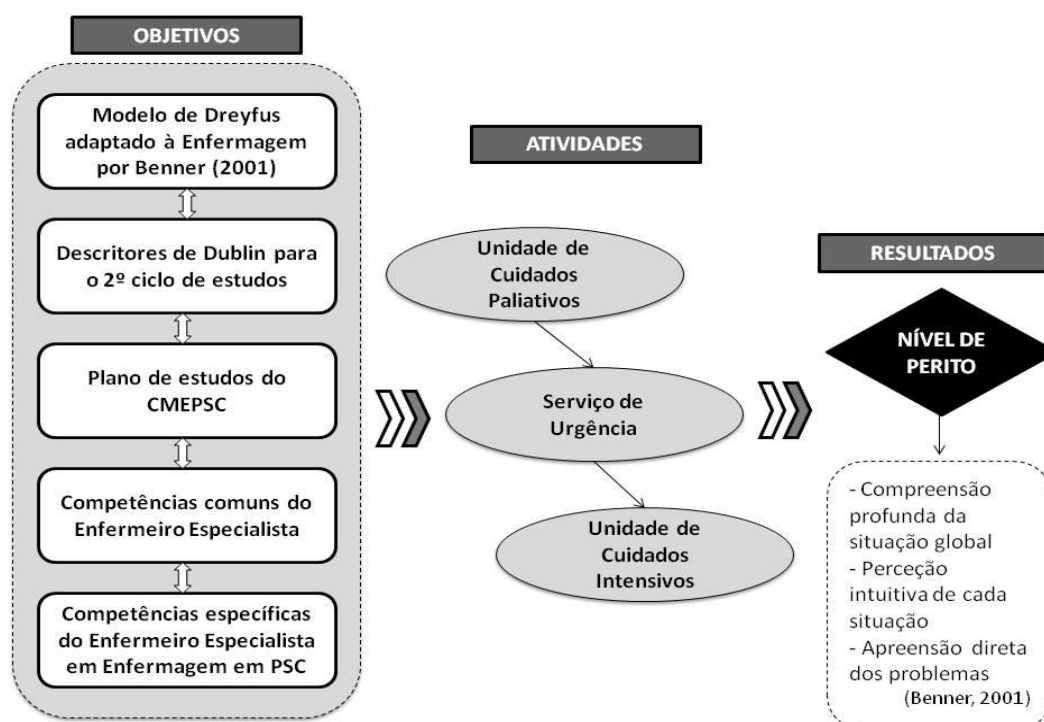 OBJETIVOS
Modelo de Dreyfus
adaptado à Enfermagem
por Benner (2001)
Descritores de Dublin para
o 2º ciclo de estudos
Plano de estudos do
CMEPSC
Competências comuns do
Enfermeiro Especialista
Competências específicas
do Enfermeiro Especialista
em Enfermagem em PSC
ATIVIDADES
Unidade de
Cuidados
Paliativos
Serviço de
Urgência
Unidade de
Cuidados
Intensivos
RESULTADOS
NÍVEL DE
PERITO
- Compreensão
profunda da
situação global
- Perceção
intuitiva de cada
situação
- Apreensão direta
dos problemas
(Benner, 2001)